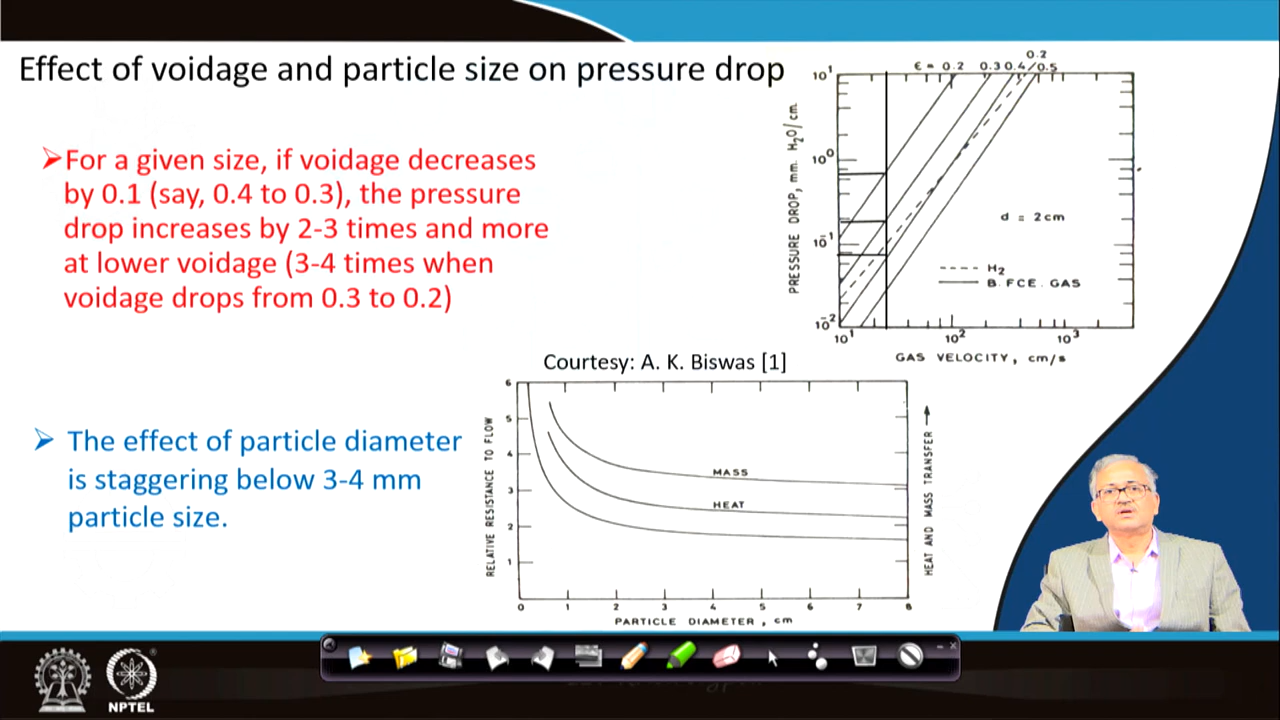 Effect of voidage and particle size on pressure drop
➢For a given size, if voidage decreases
by 0.1 (say, 0.4 to 0.3), the pressure
drop increases by 2-3 times and more
at lower voidage (3-4 times when
voidage drops from 0.3 to 0.2)
0.2
ϵ = 0.2 0.3 0.4/0.5
10¹
10⁰
10⁻¹
10⁻²
PRESSURE DROP, mm. H₂O/cm.
d = 2cm
---- H₂
—— B. FCE. GAS
10¹ 10² 10³
GAS VELOCITY, cm/s
Courtesy: A. K. Biswas [1]
➢ The effect of particle diameter
is staggering below 3-4 mm
particle size.
6
5
4
3
2
1
RELATIVE RESISTANCE TO FLOW
MASS
HEAT
HEAT AND MASS TRANSFER
0 1 2 3 4 5 6 7 8
PARTICLE DIAMETER, cm
NPTEL